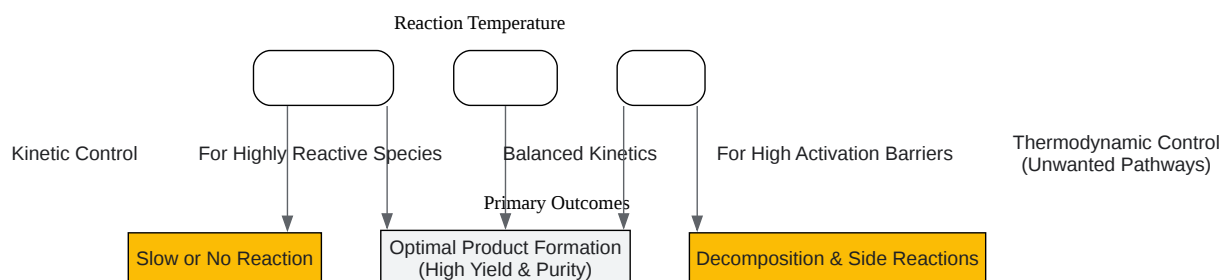 Reaction Temperature
Kinetic Control
For Highly Reactive Species
Balanced Kinetics
For High Activation Barriers
Thermodynamic Control
(Unwanted Pathways)
Primary Outcomes
Slow or No Reaction
Optimal Product Formation
(High Yield & Purity)
Decomposition & Side Reactions